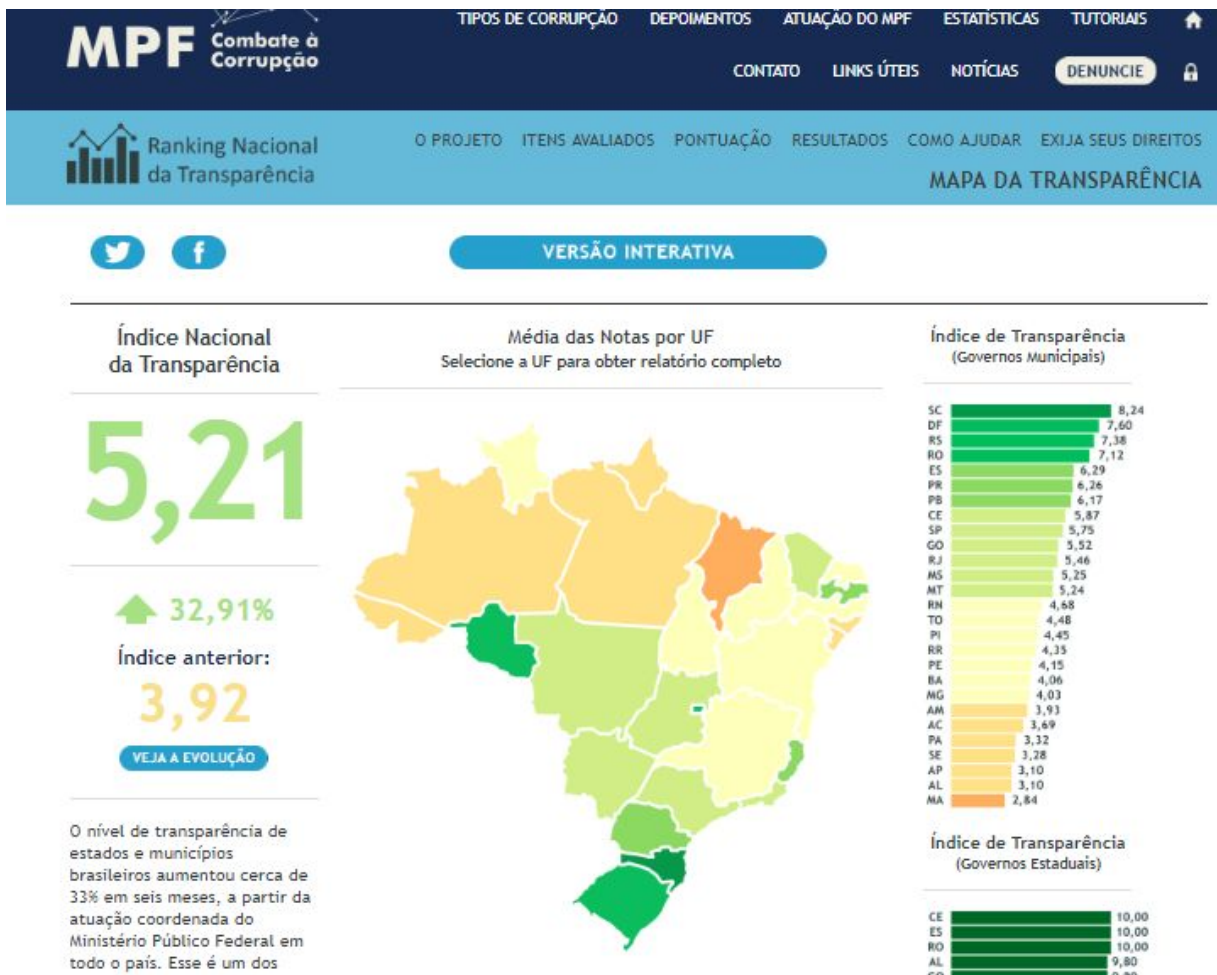 MPF Combate à
Corrupção
TIPOS DE CORRUPÇÃO DEPOIMENTOS ATUAÇÃO DO MPF ESTATÍSTICAS TUTORIAIS
CONTATO LINKS ÚTEIS NOTÍCIAS DENUNCIE
Ranking Nacional
da Transparência
O PROJETO ITENS AVALIADOS PONTUAÇÃO RESULTADOS COMO AJUDAR EXIJA SEUS DIREITOS
MAPA DA TRANSPARÊNCIA
VERSÃO INTERATIVA
Índice Nacional
da Transparência
5,21
32,91%
Índice anterior:
3,92
VEJA A EVOLUÇÃO
O nível de transparência de
estados e municípios
brasileiros aumentou cerca de
33% em seis meses, a partir da
atuação coordenada do
Ministério Público Federal em
todo o país. Esse é um dos
Média das Notas por UF
Selecione a UF para obter relatório completo
Índice de Transparência
(Governos Municipais)
SC 8,24
DF 7,60
RS 7,38
RO 7,12
ES 6,29
PR 6,26
PB 6,17
CE 5,87
SP 5,75
GO 5,52
RJ 5,46
MS 5,25
MT 5,24
RN 4,68
TO 4,48
PI 4,45
RR 4,35
PE 4,15
BA 4,06
MG 4,03
AM 3,93
AC 3,69
PA 3,32
SE 3,28
AP 3,10
AL 3,10
MA 2,84
Índice de Transparência
(Governos Estaduais)
CE 10,00
ES 10,00
RO 10,00
AL 9,80